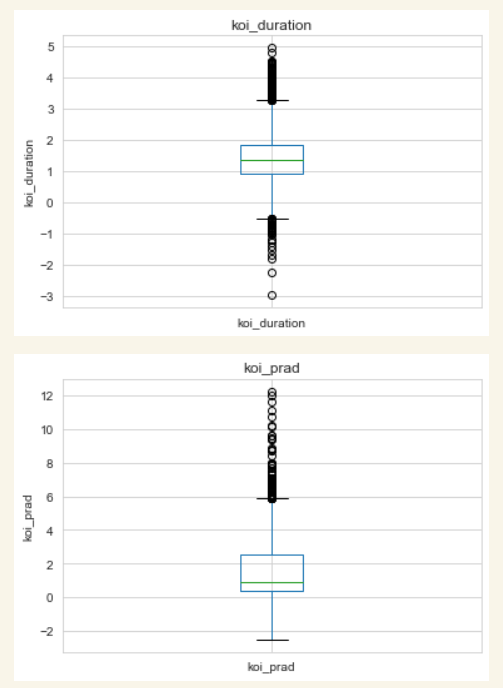 koi_duration
5
4
3
2
1
0
−1
−2
−3
koi_duration
koi_duration
koi_prad
12
10
8
6
4
2
0
−2
koi_prad
koi_prad